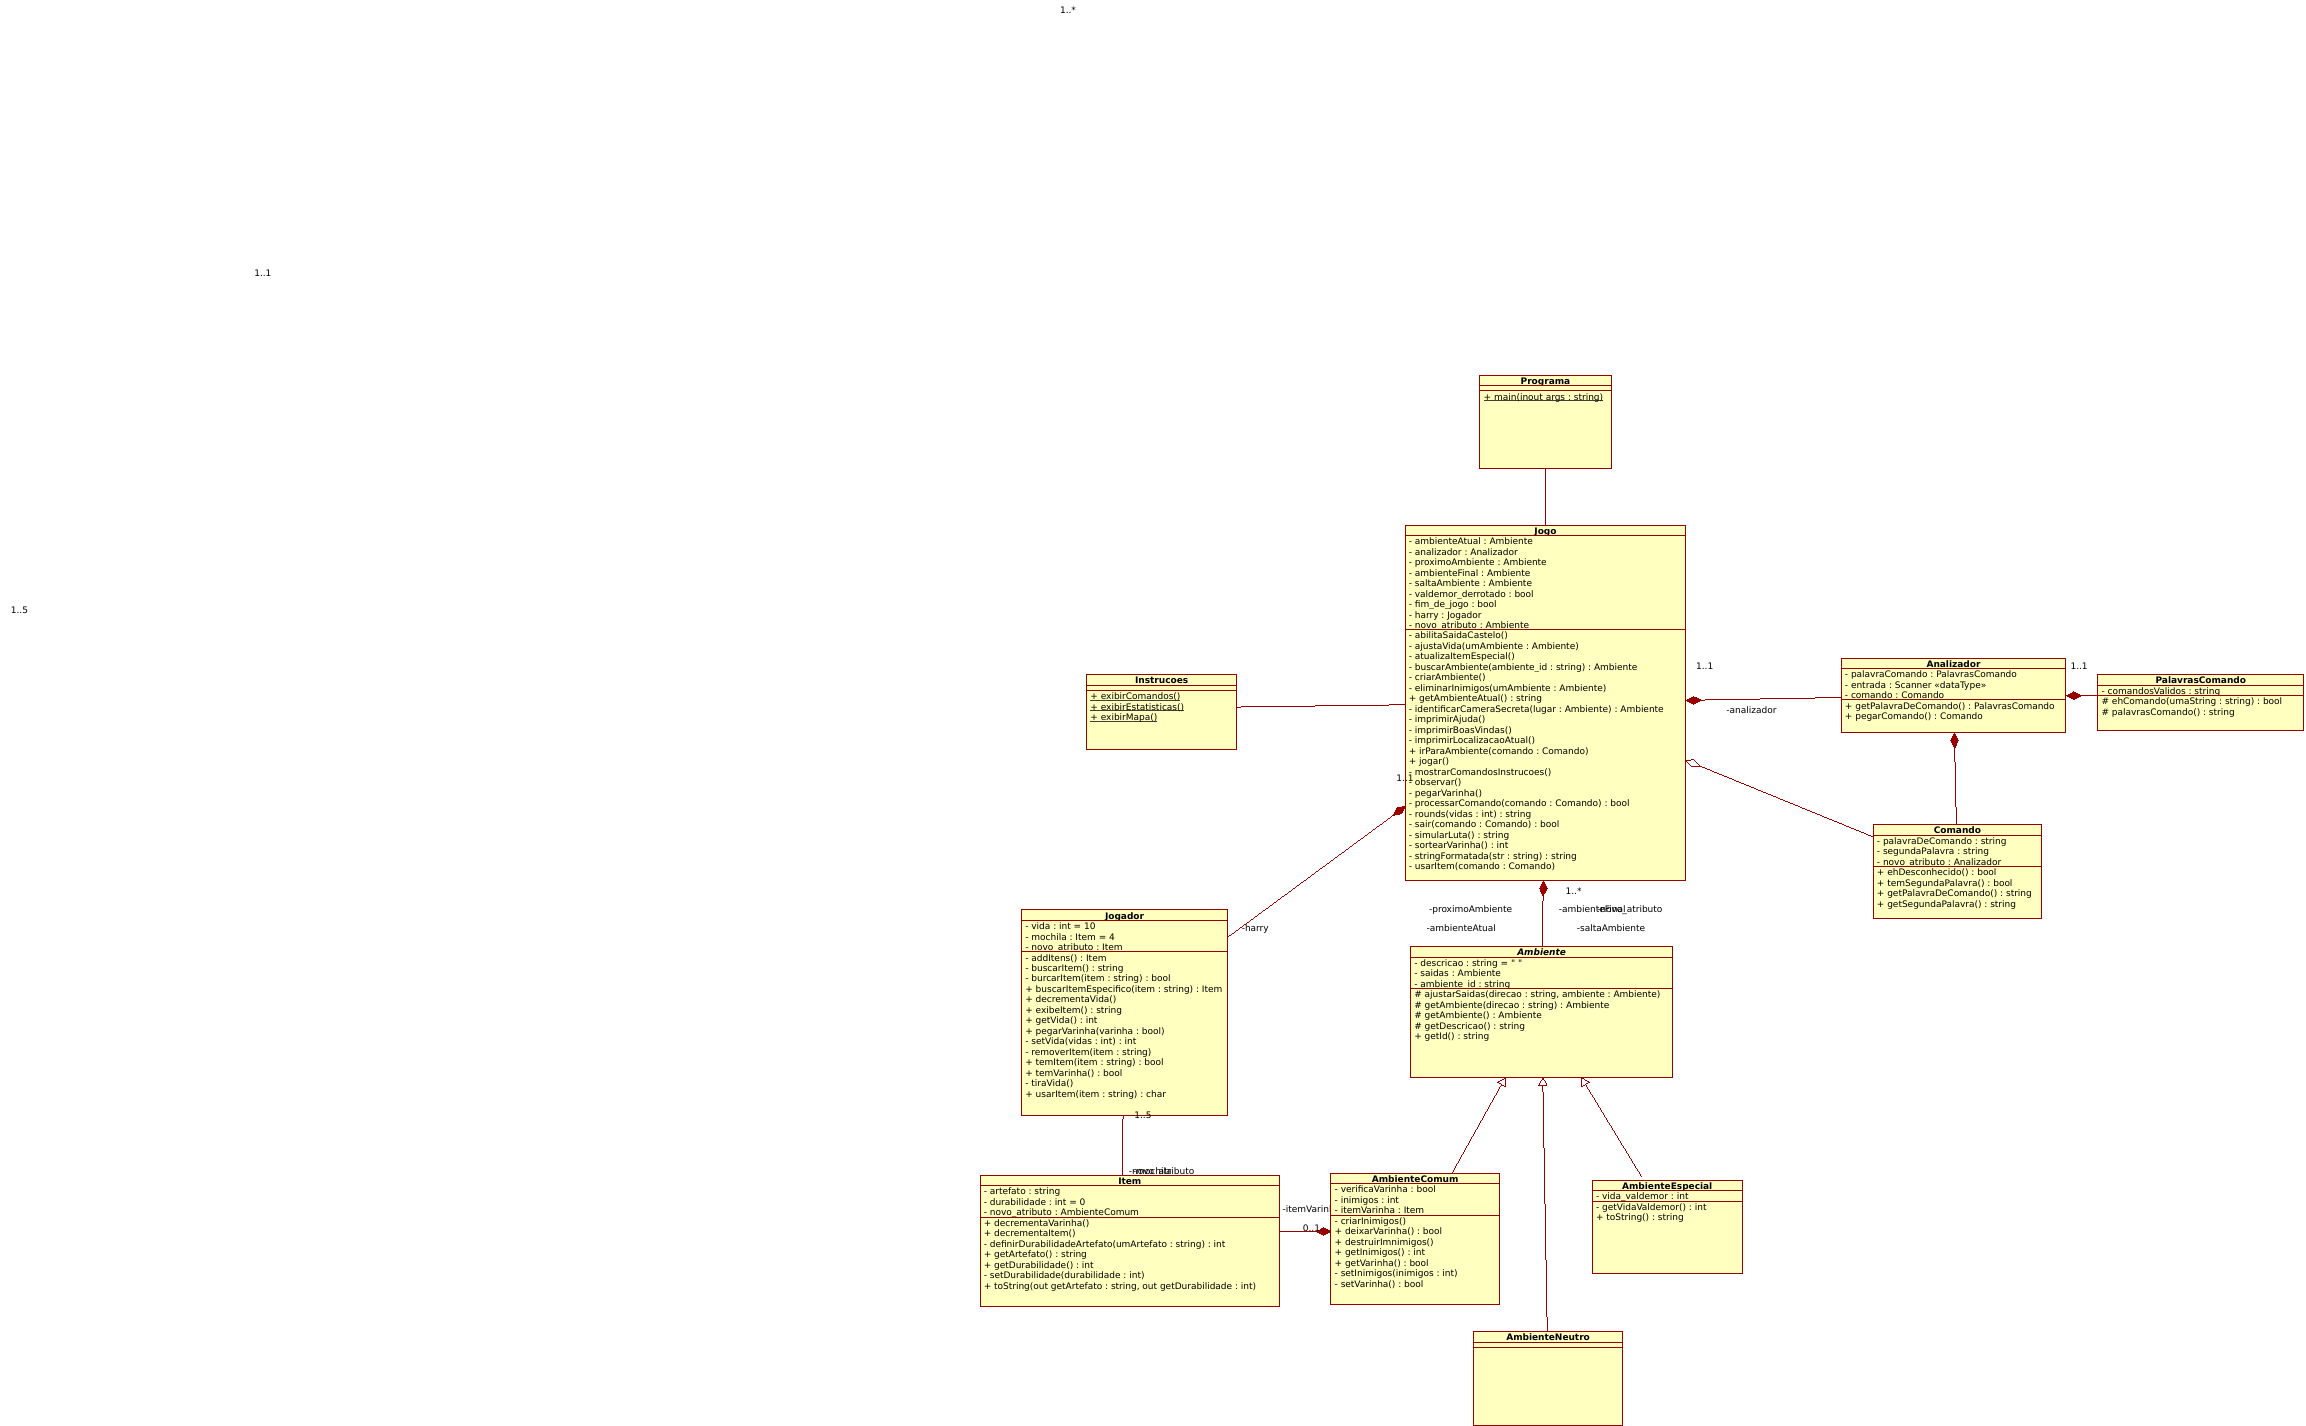 1..*
1..1
1..5
Programa
+ main(inout args : string)
Jogo
- ambienteAtual : Ambiente
- analizador : Analizador
- proximoAmbiente : Ambiente
- ambienteFinal : Ambiente
- saltaAmbiente : Ambiente
- valdemor_derrotado : bool
- fim_de_jogo : bool
- harry : Jogador
- novo_atributo : Ambiente
- abilitaSaidaCastelo()
- ajustaVida(umAmbiente : Ambiente)
- atualizaItemEspecial()
- buscarAmbiente(ambiente_id : string) : Ambiente
- criarAmbiente()
- eliminarInimigos(umAmbiente : Ambiente)
+ getAmbienteAtual() : string
- identificarCameraSecreta(lugar : Ambiente) : Ambiente
- imprimirAjuda()
- imprimirBoasVindas()
- imprimirLocalizacaoAtual()
+ irParaAmbiente(comando : Comando)
+ jogar()
- mostrarComandosInstrucoes()
- observar()
- pegarVarinha()
- processarComando(comando : Comando) : bool
- rounds(vidas : int) : string
- sair(comando : Comando) : bool
- simularLuta() : string
- sortearVarinha() : int
- stringFormatada(str : string) : string
- usarItem(comando : Comando)
Instrucoes
+ exibirComandos()
+ exibirEstatisticas()
+ exibirMapa()
1..1
1..1
-analizador
Analizador
- palavraComando : PalavrasComando
- entrada : Scanner «dataType»
- comando : Comando
+ getPalavraDeComando() : PalavrasComando
+ pegarComando() : Comando
1..1
PalavrasComando
- comandosValidos : string
# ehComando(umaString : string) : bool
# palavrasComando() : string
Comando
- palavraDeComando : string
- segundaPalavra : string
- novo_atributo : Analizador
+ ehDesconhecido() : bool
+ temSegundaPalavra() : bool
+ getPalavraDeComando() : string
+ getSegundaPalavra() : string
1..*
-proximoAmbiente
-ambienteFinal
-novo_atributo
-ambienteAtual
-saltaAmbiente
-harry
Jogador
- vida : int = 10
- mochila : Item = 4
- novo_atributo : Item
- addItens() : Item
- buscarItem() : string
- burcarItem(item : string) : bool
+ buscarItemEspecifico(item : string) : Item
+ decrementaVida()
+ exibeItem() : string
+ getVida() : int
+ pegarVarinha(varinha : bool)
- setVida(vidas : int) : int
- removerItem(item : string)
+ temItem(item : string) : bool
+ temVarinha() : bool
- tiraVida()
+ usarItem(item : string) : char
1..5
-mochila
-novo_atributo
Ambiente
- descricao : string = " "
- saidas : Ambiente
- ambiente_id : string
# ajustarSaidas(direcao : string, ambiente : Ambiente)
# getAmbiente(direcao : string) : Ambiente
# getAmbiente() : Ambiente
# getDescricao() : string
+ getId() : string
Item
- artefato : string
- durabilidade : int = 0
- novo_atributo : AmbienteComum
+ decrementaVarinha()
+ decrementaItem()
- definirDurabilidadeArtefato(umArtefato : string) : int
+ getArtefato() : string
+ getDurabilidade() : int
- setDurabilidade(durabilidade : int)
+ toString(out getArtefato : string, out getDurabilidade : int)
-itemVarin
0..1
AmbienteComum
- verificaVarinha : bool
- inimigos : int
- itemVarinha : Item
- criarInimigos()
+ deixarVarinha() : bool
+ destruirImnimigos()
+ getInimigos() : int
+ getVarinha() : bool
- setInimigos(inimigos : int)
- setVarinha() : bool
AmbienteEspecial
- vida_valdemor : int
- getVidaValdemor() : int
+ toString() : string
AmbienteNeutro